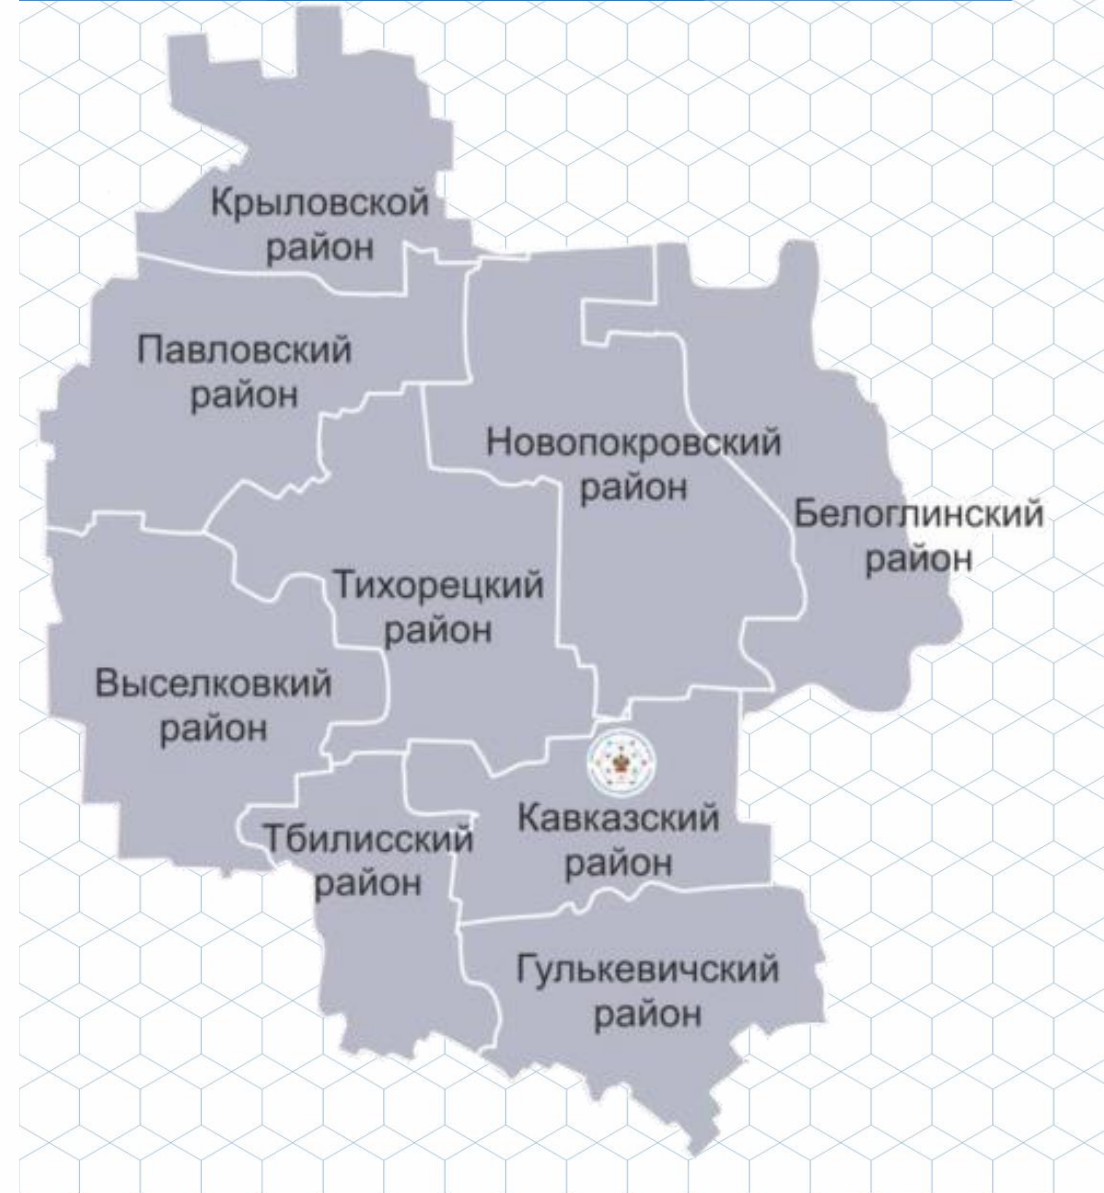 Крыловской
район
Павловский
район
Новопокровский
район
Белоглинский
район
Тихорецкий
район
Выселковкий
район
Кавказский
район
Тбилисский
район
Гулькевичский
район